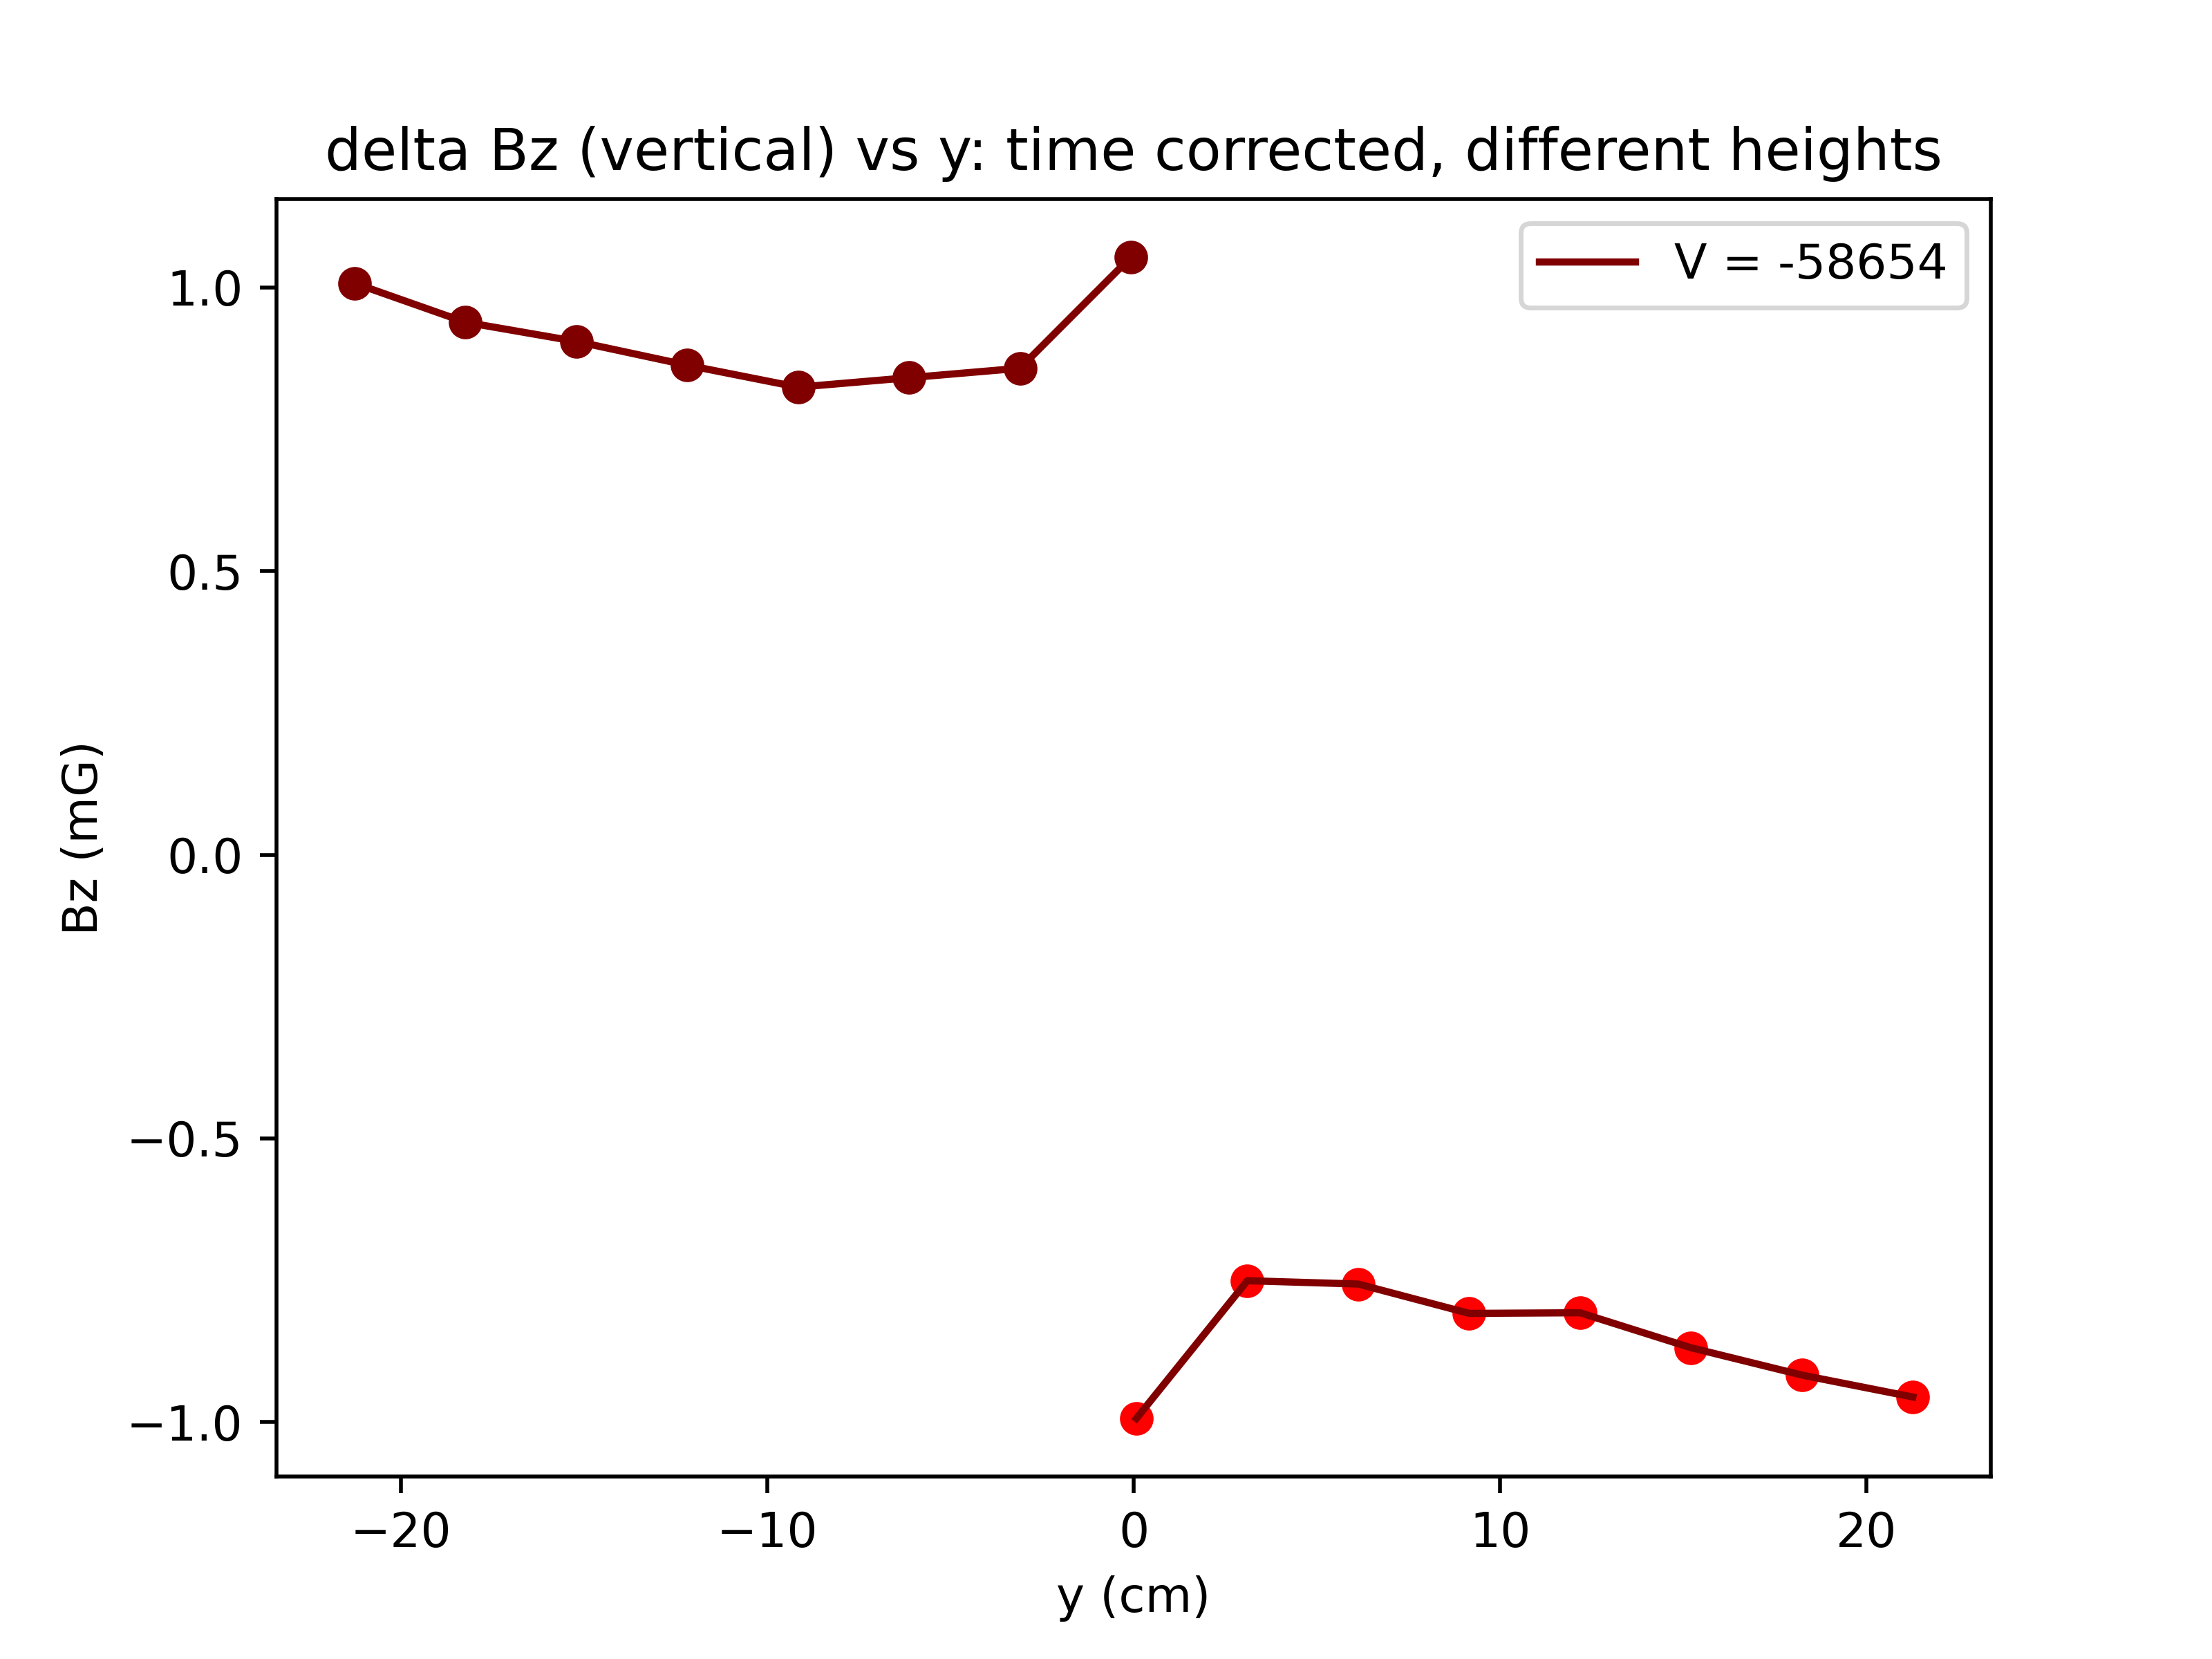 delta Bz (vertical) vs y: time corrected, different heights
V = -58654
1.0
0.5
0.0
−0.5
−1.0
Bz (mG)
−20
−10
0
10
20
y (cm)